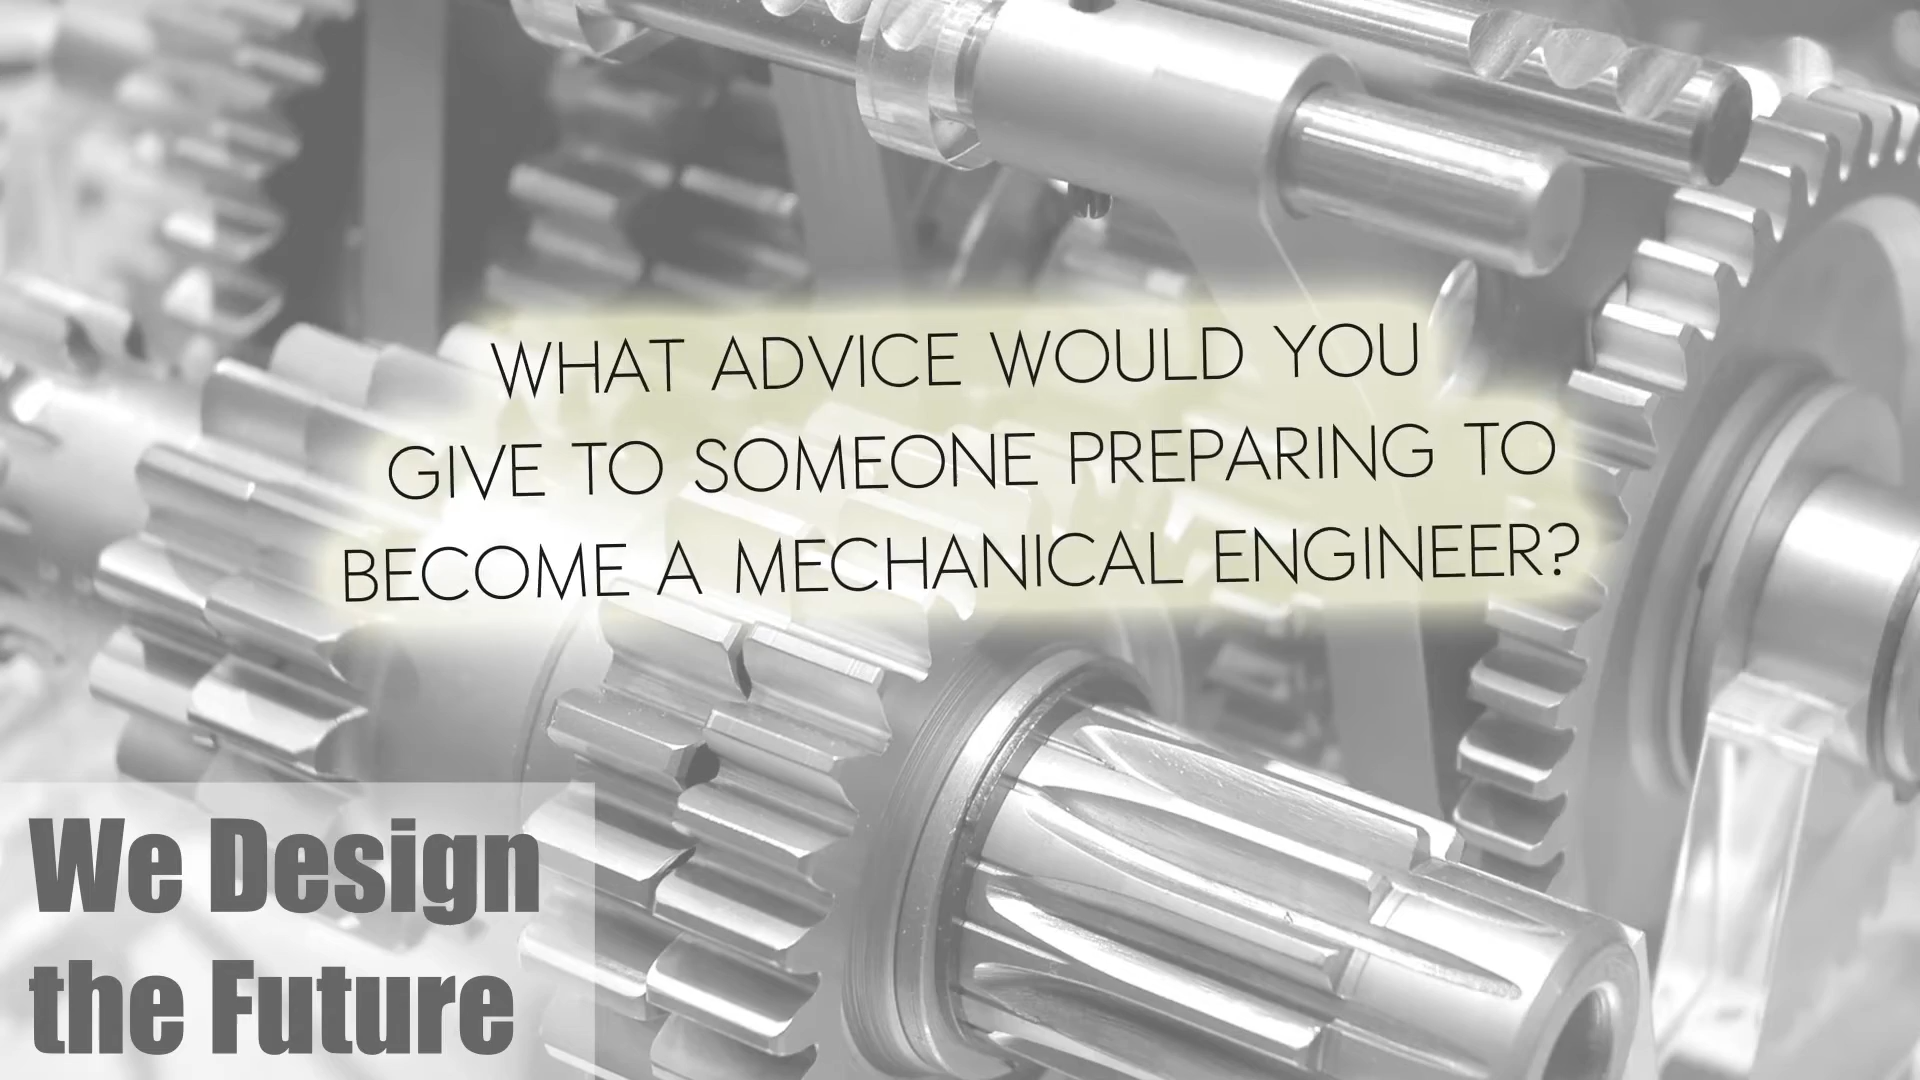 WHAT ADVICE WOULD YOU
GIVE TO SOMEONE PREPARING TO
BECOME A MECHANICAL ENGINEER?
We Design
the Future